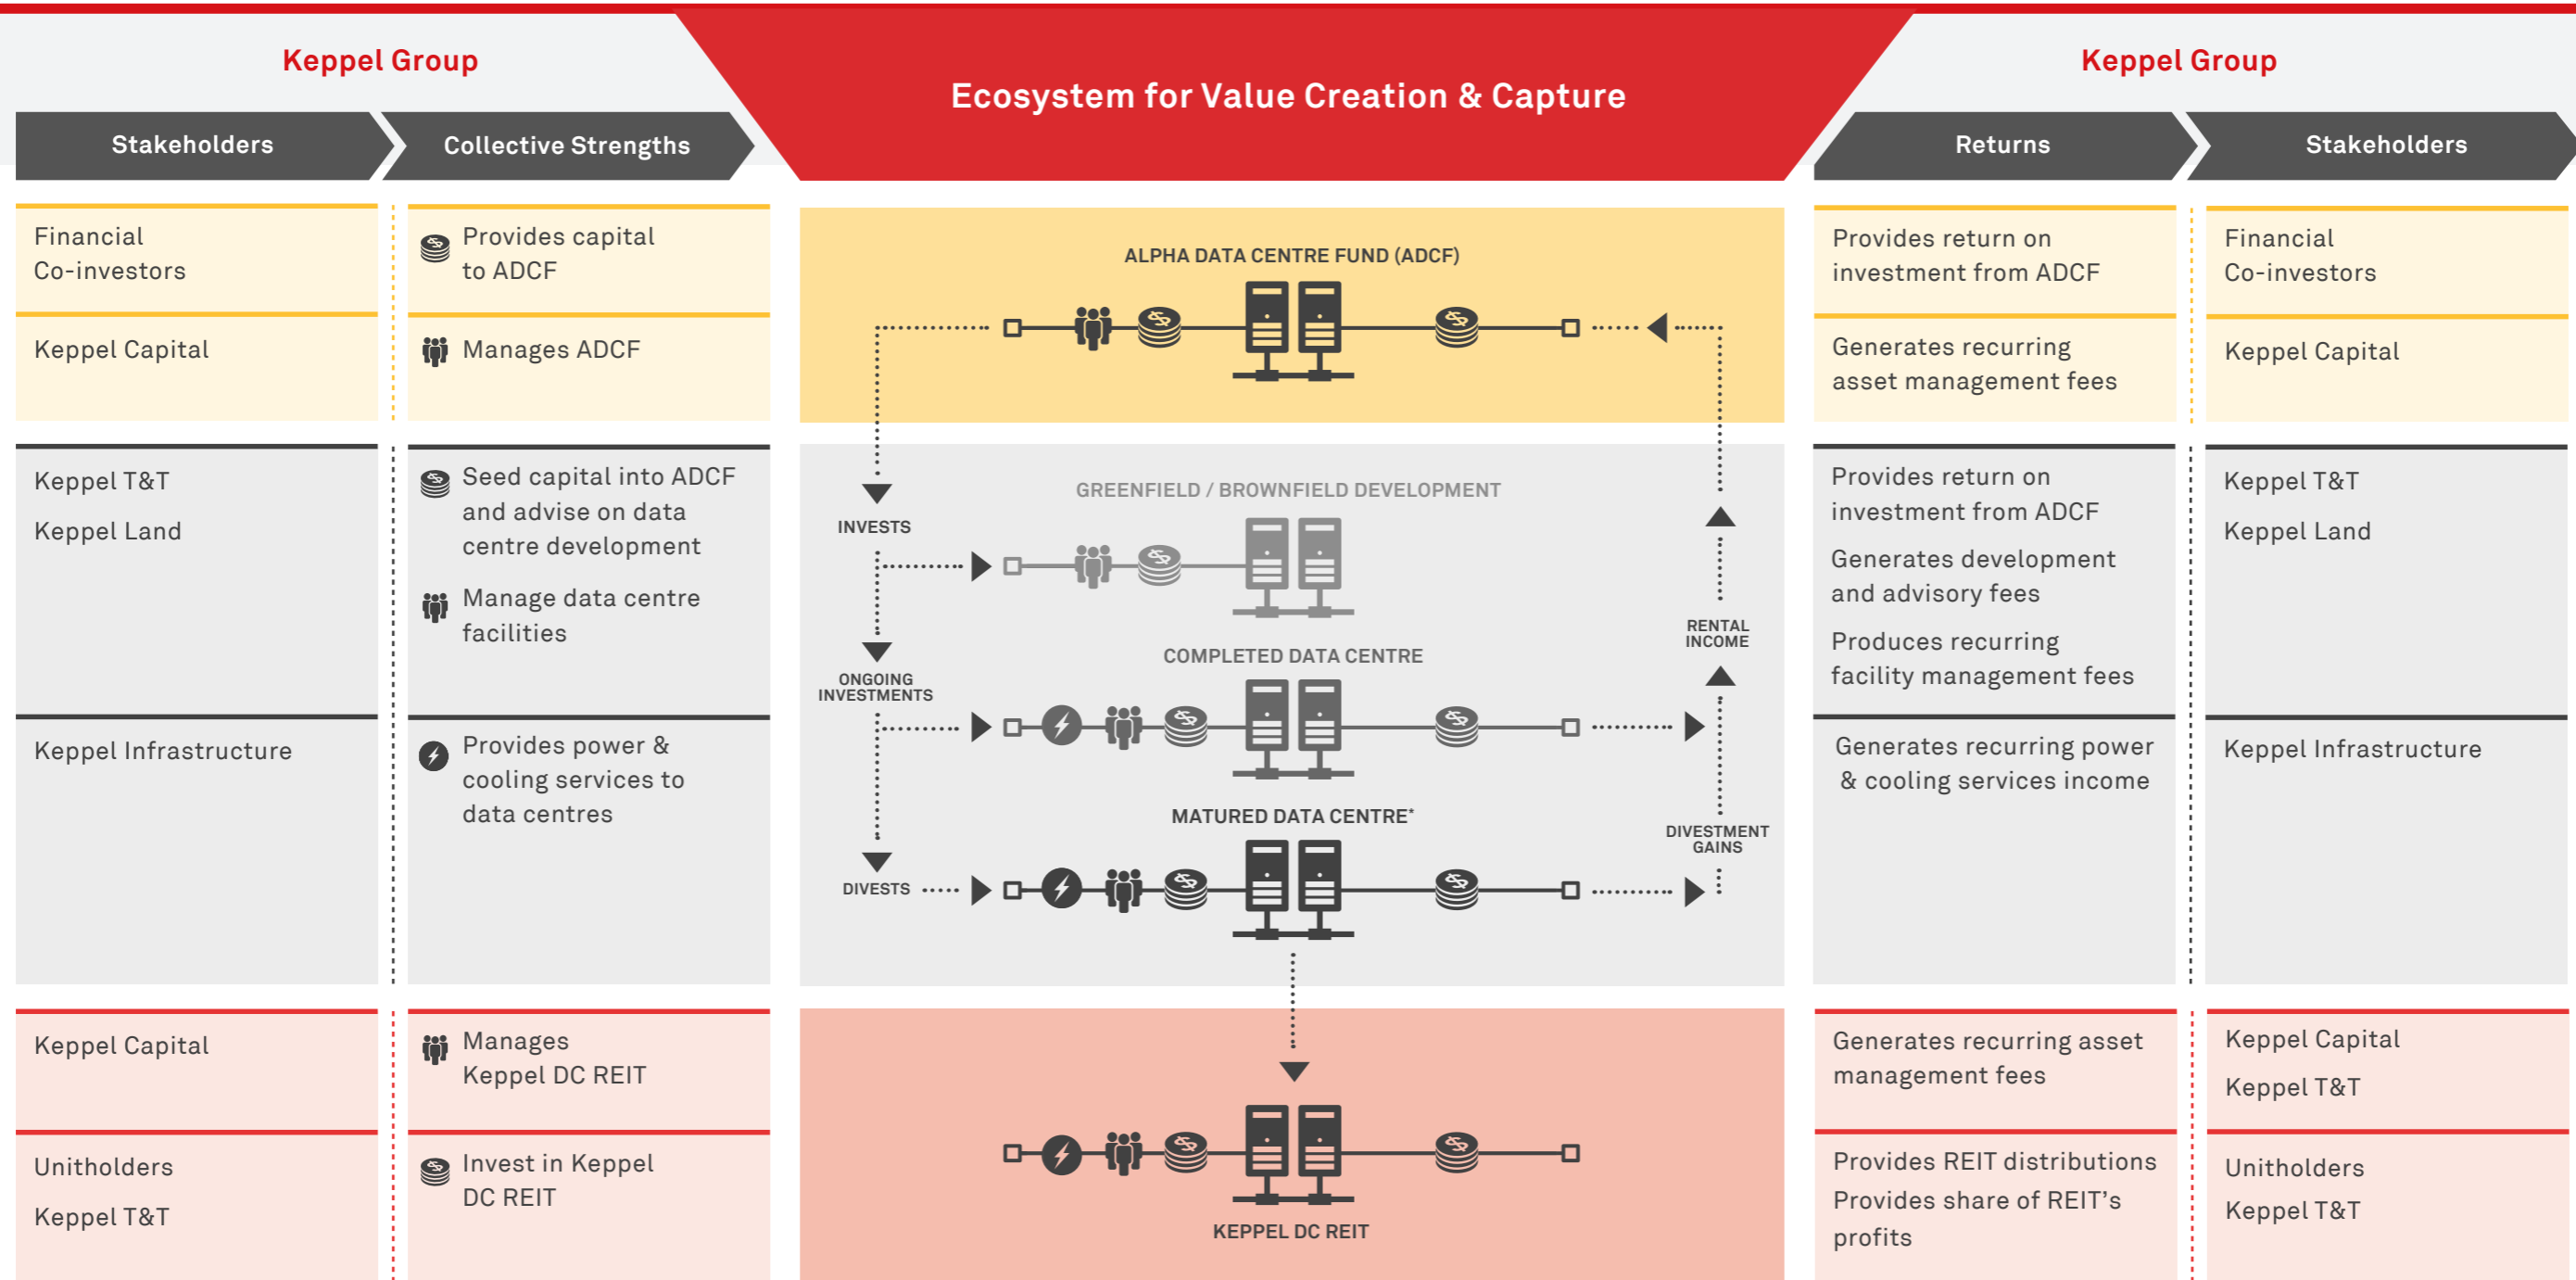 Keppel Group
Stakeholders
Collective Strengths
Ecosystem for Value Creation & Capture
Keppel Group
Returns
Stakeholders
Financial
Co-investors
Provides capital
to ADCF
Keppel Capital
Manages ADCF
ALPHA DATA CENTRE FUND (ADCF)
Provides return on
investment from ADCF
Financial
Co-investors
Generates recurring
asset management fees
Keppel Capital
Keppel T&T
Keppel Land
Seed capital into ADCF
and advise on data
centre development
Manage data centre
facilities
Keppel Infrastructure
Provides power &
cooling services to
data centres
GREENFIELD / BROWNFIELD DEVELOPMENT
INVESTS
ONGOING
INVESTMENTS
COMPLETED DATA CENTRE
RENTAL
INCOME
MATURED DATA CENTRE*
DIVESTMENT
GAINS
DIVESTS
Provides return on
investment from ADCF
Generates development
and advisory fees
Produces recurring
facility management fees
Keppel T&T
Keppel Land
Generates recurring power
& cooling services income
Keppel Infrastructure
Keppel Capital
Manages
Keppel DC REIT
Unitholders
Keppel T&T
Invest in Keppel
DC REIT
KEPPEL DC REIT
Generates recurring asset
management fees
Keppel Capital
Keppel T&T
Provides REIT distributions
Provides share of REIT's
profits
Unitholders
Keppel T&T